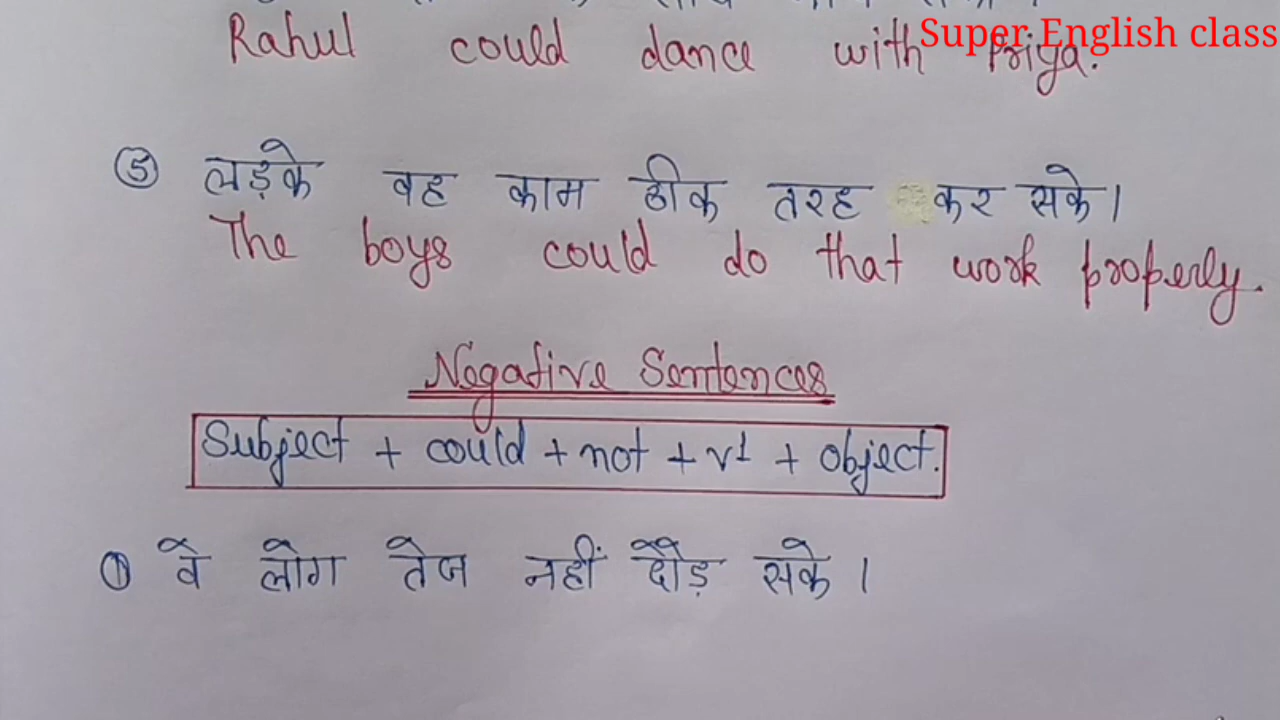 Super English class
Rahul could dance with Priya.
⑤ लड़के वह काम ठीक तरह कर सके।
The boys could do that work properly.
Negative Sentences
Subject + could + not + v1 + object.
① वे लोग तेज नहीं दौड़ सके।